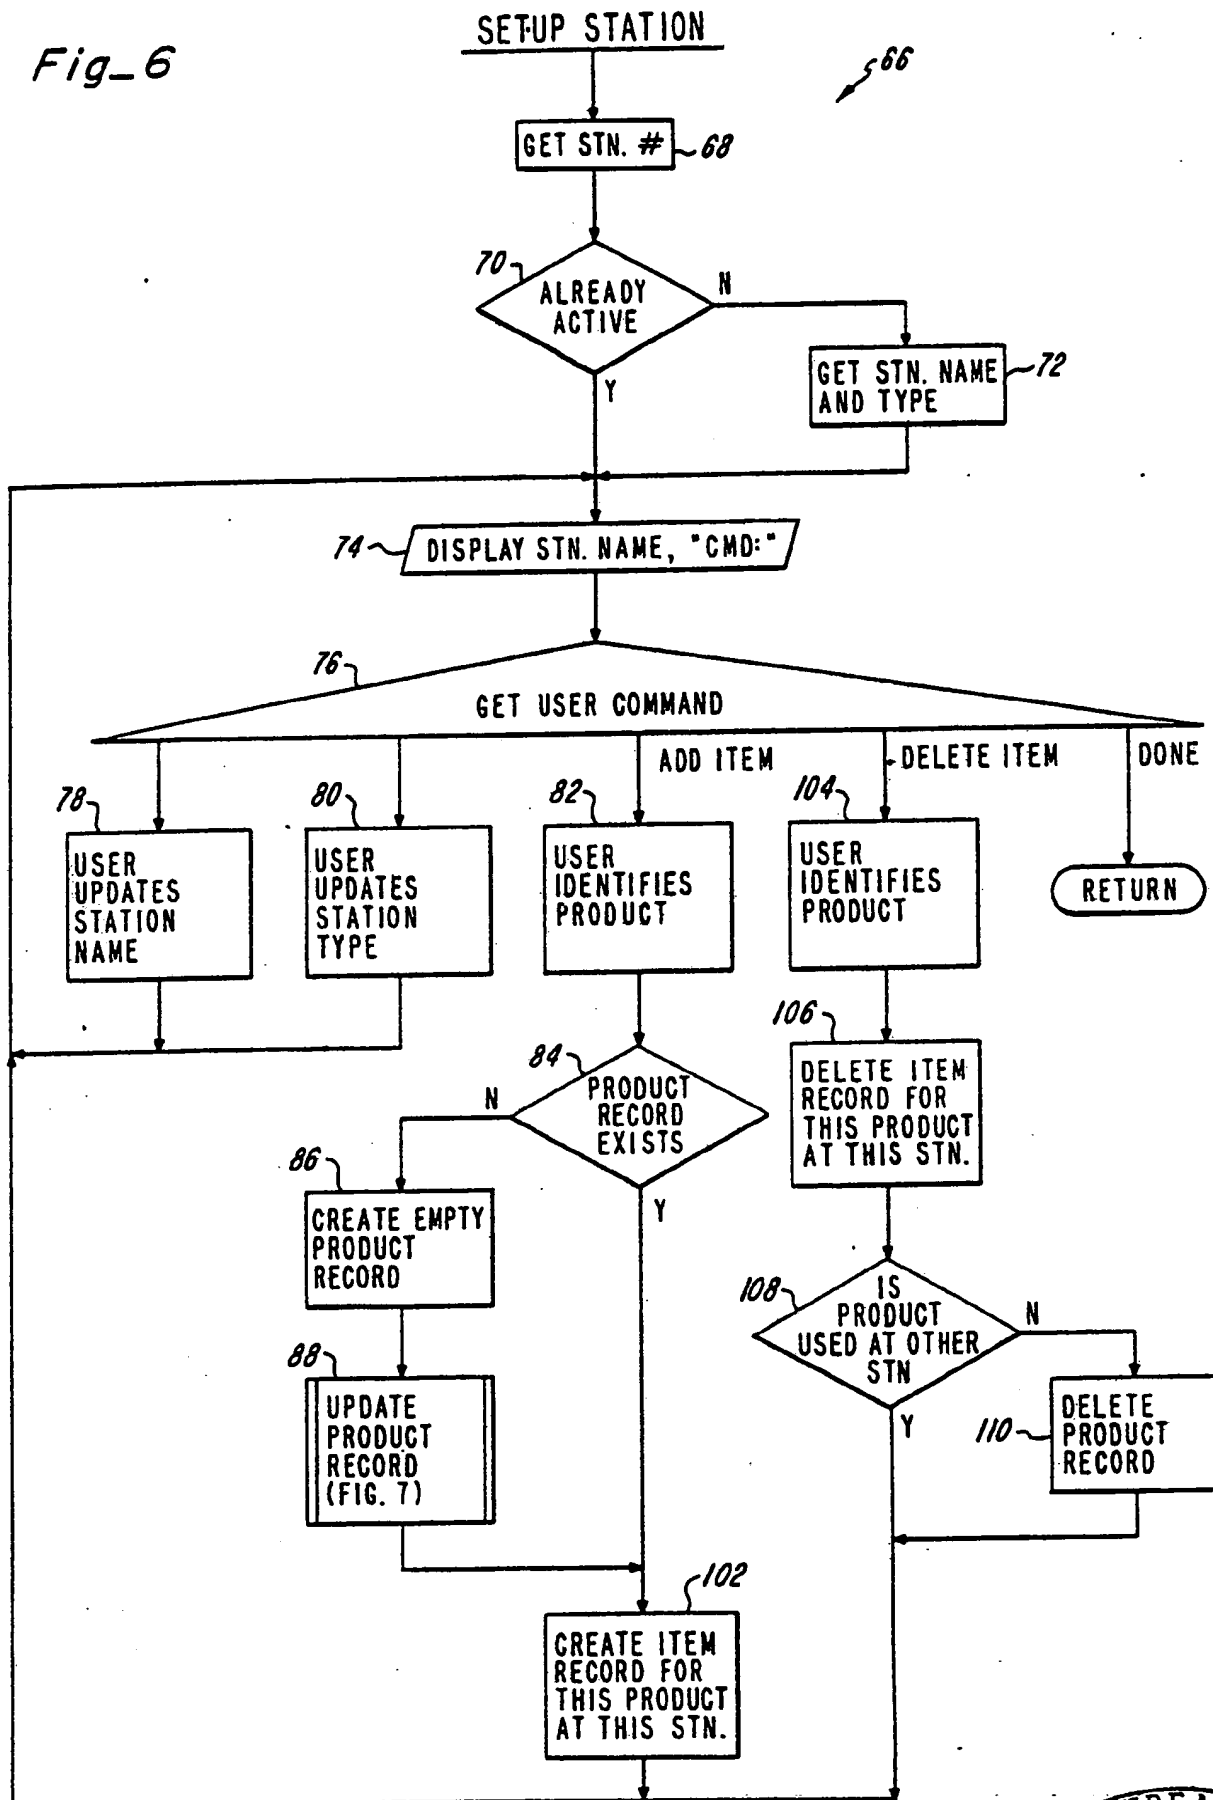 SETUP STATION
Fig_6
66
GET STN. #
68
70
ALREADY
ACTIVE
N
Y
GET STN. NAME
AND TYPE
72
74
DISPLAY STN. NAME, "CMD:"
76
GET USER COMMAND
ADD ITEM
DELETE ITEM
DONE
78
USER
UPDATES
STATION
NAME
80
USER
UPDATES
STATION
TYPE
82
USER
IDENTIFIES
PRODUCT
104
USER
IDENTIFIES
PRODUCT
RETURN
84
PRODUCT
RECORD
EXISTS
N
Y
106
DELETE ITEM
RECORD FOR
THIS PRODUCT
AT THIS STN.
86
CREATE EMPTY
PRODUCT
RECORD
108
IS
PRODUCT
USED AT OTHER
STN
N
Y
88
UPDATE
PRODUCT
RECORD
(FIG. 7)
110
DELETE
PRODUCT
RECORD
102
CREATE ITEM
RECORD FOR
THIS PRODUCT
AT THIS STN.